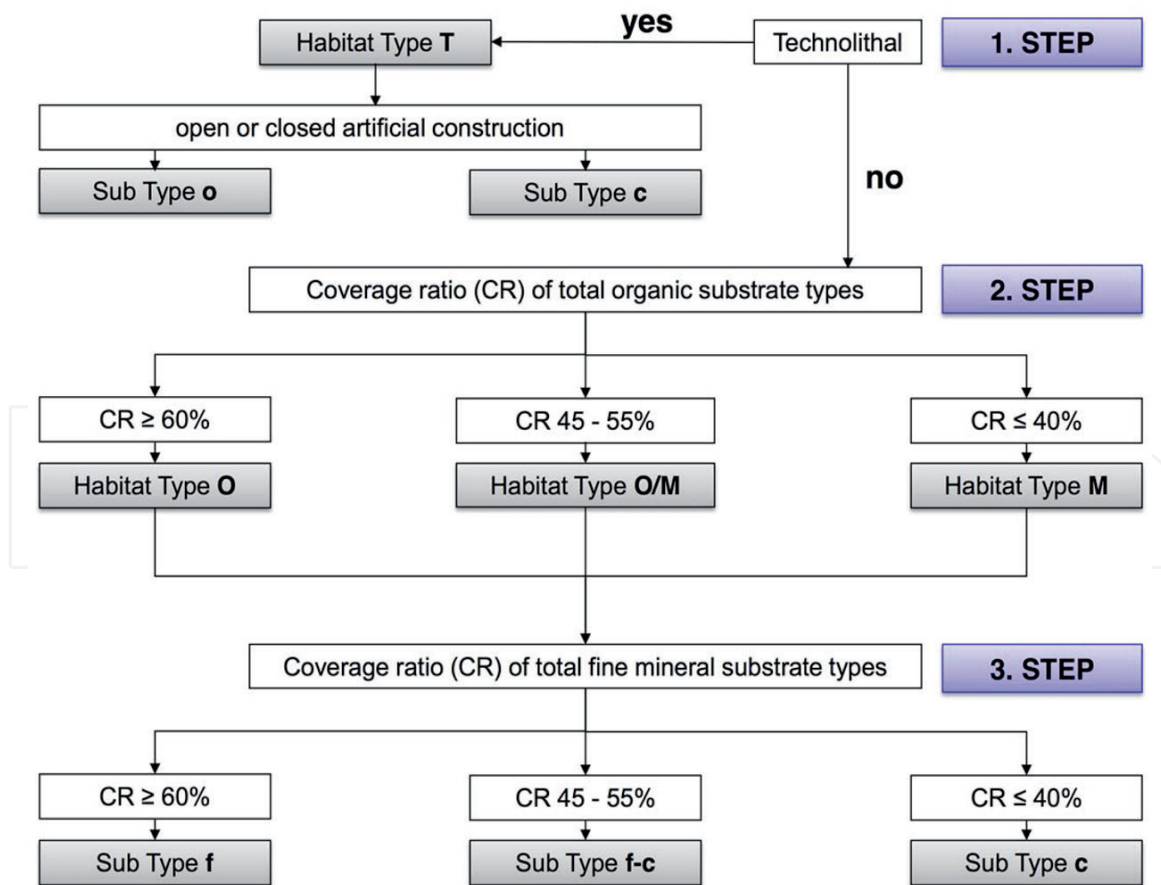 Habitat Type T
yes
Technolithal
1. STEP
open or closed artificial construction
Sub Type o
Sub Type c
no
Coverage ratio (CR) of total organic substrate types
2. STEP
CR ≥ 60%
CR 45 - 55%
CR ≤ 40%
Habitat Type O
Habitat Type O/M
Habitat Type M
Coverage ratio (CR) of total fine mineral substrate types
3. STEP
CR ≥ 60%
CR 45 - 55%
CR ≤ 40%
Sub Type f
Sub Type f-c
Sub Type c